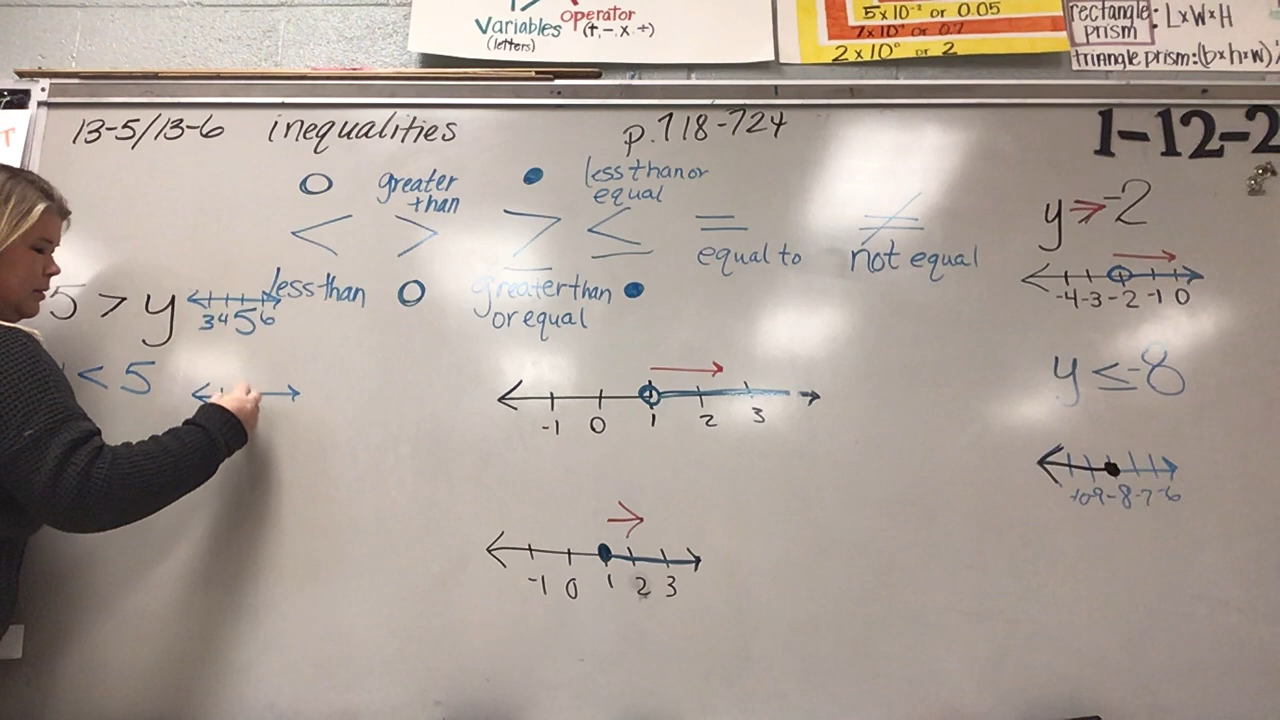 Variables operator
(letters) (+, -, x, ÷)
5x10⁻² or 0.05
7x10⁻¹ or 0.7
2x10⁰ or 2
rectangle prism : LxWxH
triangle prism:(bxhxw)
13-5/13-6 inequalities p.718-724
1-12-2
greater than
less than or equal
< > ≥ ≤ = ≠
less than
greater than or equal
equal to
not equal
5 > y
3 4 5 6
< 5
-1 0 1 2 3
-1 0 1 2 3
y > -2
-4 -3 -2 -1 0
y ≤ -8
-10 -9 -8 -7 -6